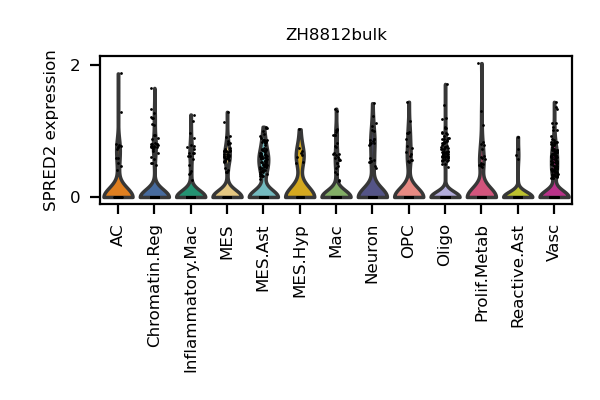 ZH8812bulk
SPRED2 expression
2
0
AC
Chromatin.Reg
Inflammatory.Mac
MES
MES.Ast
MES.Hyp
Mac
Neuron
OPC
Oligo
Prolif.Metab
Reactive.Ast
Vasc